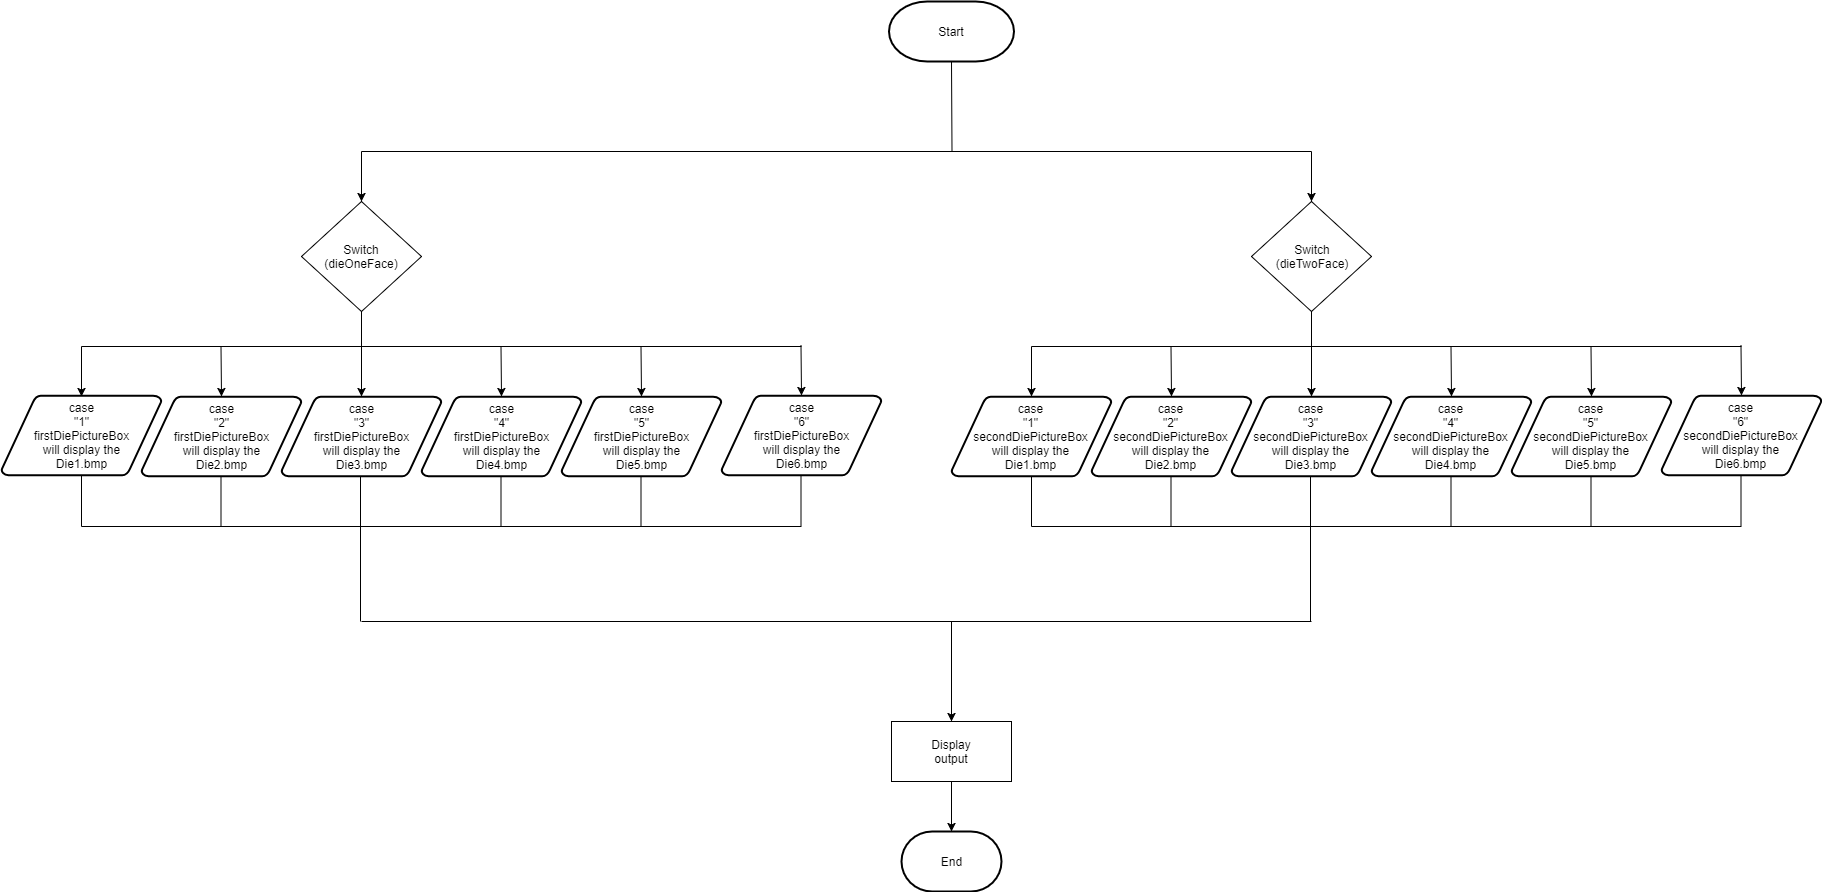 Start
Switch
(dieOneFace)
Switch
(dieTwoFace)
case
"1"
firstDiePictureBox
will display the
Die1.bmp
case
"2"
firstDiePictureBox
will display the
Die2.bmp
case
"3"
firstDiePictureBox
will display the
Die3.bmp
case
"4"
firstDiePictureBox
will display the
Die4.bmp
case
"5"
firstDiePictureBox
will display the
Die5.bmp
case
"6"
firstDiePictureBox
will display the
Die6.bmp
case
"1"
secondDiePictureBox
will display the
Die1.bmp
case
"2"
secondDiePictureBox
will display the
Die2.bmp
case
"3"
secondDiePictureBox
will display the
Die3.bmp
case
"4"
secondDiePictureBox
will display the
Die4.bmp
case
"5"
secondDiePictureBox
will display the
Die5.bmp
case
"6"
secondDiePictureBox
will display the
Die6.bmp
Display
output
End